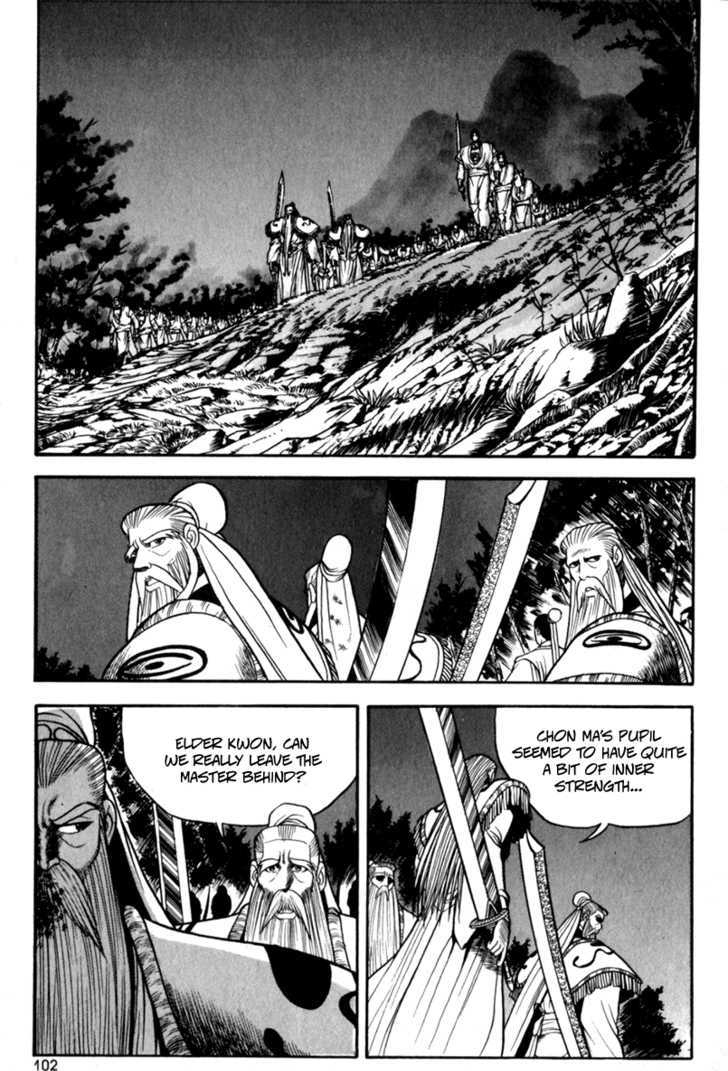 ELDER KWON, CAN
WE REALLY LEAVE THE
MASTER BEHIND?
CHON MA'S PUPIL
SEEMED TO HAVE QUITE
A BIT OF INNER
STRENGTH...
102